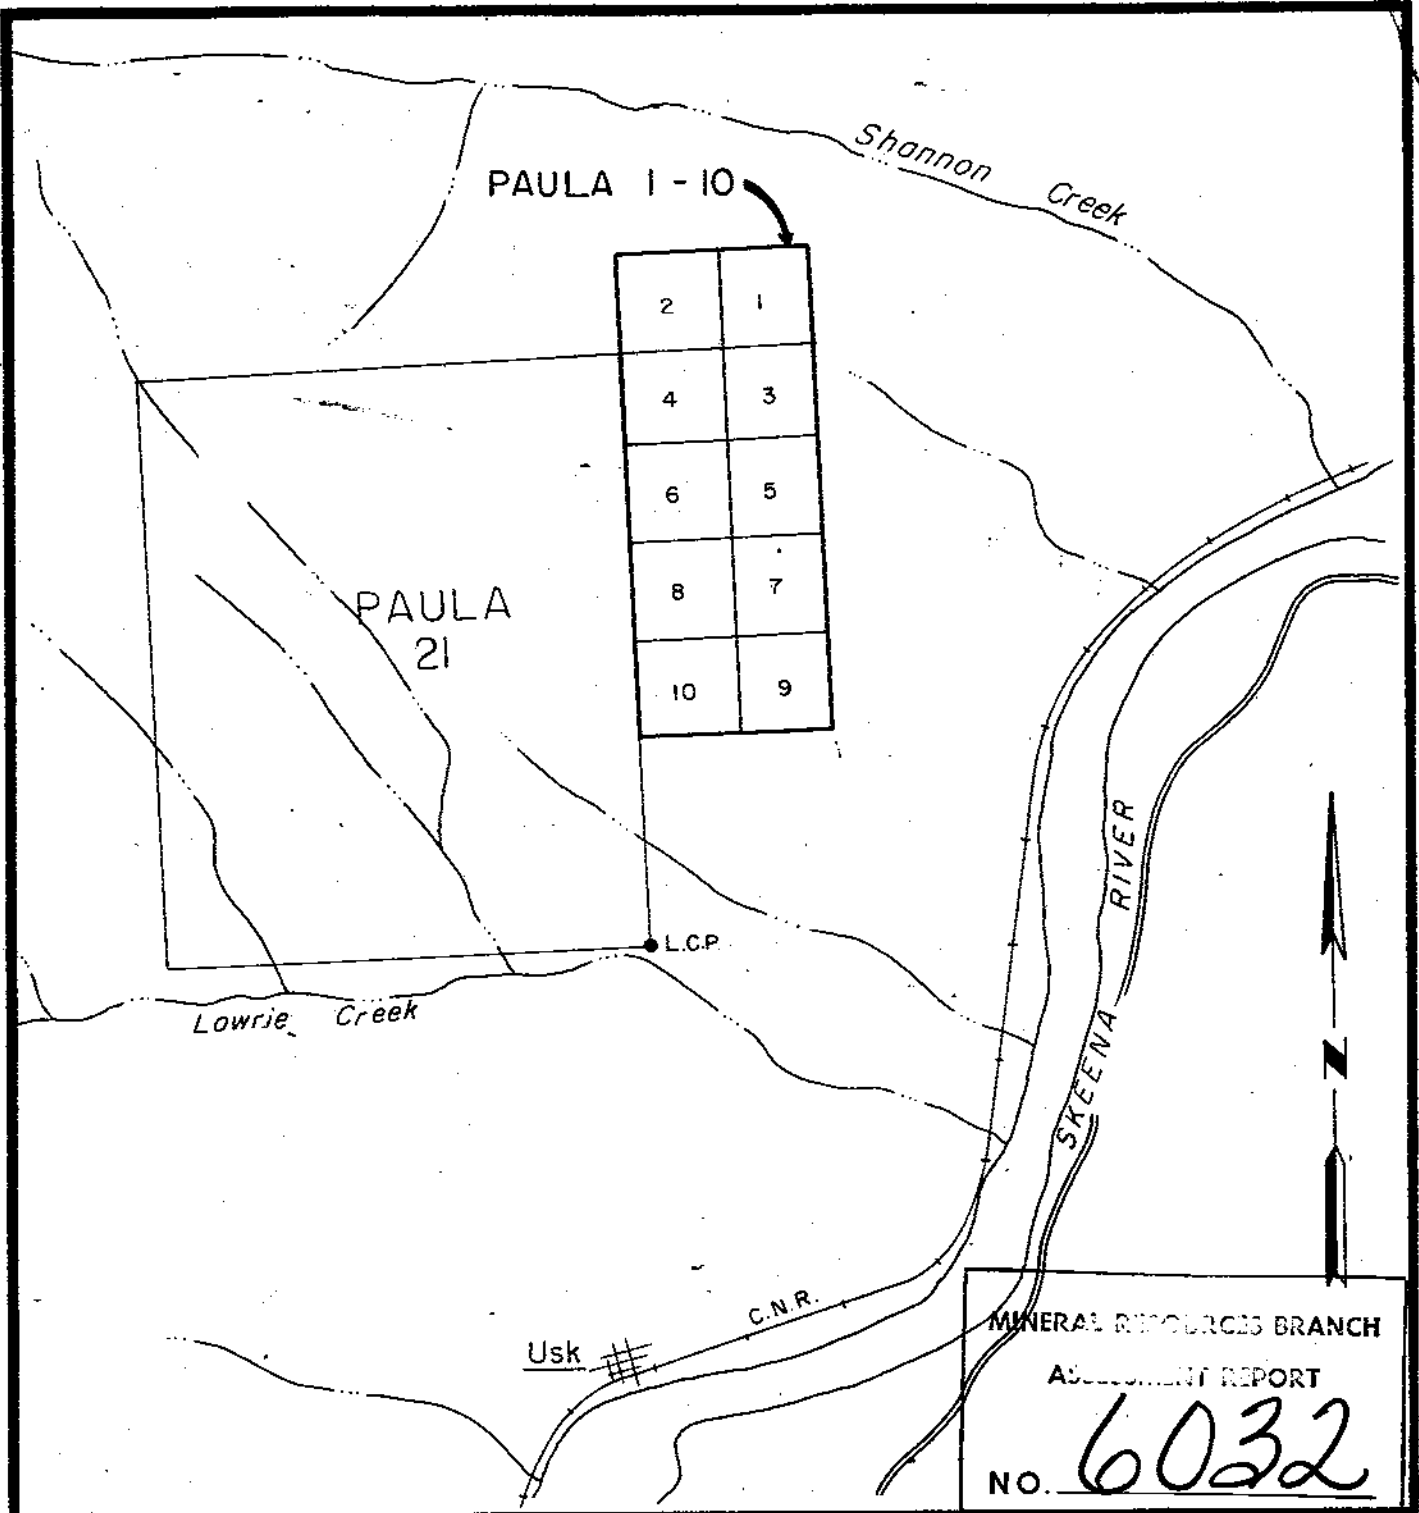 Shannon Creek
PAULA 1 - 10
2 1
4 3
6 5
8 7
10 9
PAULA
21
L.C.P.
Lowrie Creek
SKEENA RIVER
N
C.N.R.
Usk
MINERAL RESOURCES BRANCH
ASSESSMENT REPORT
NO. 6032